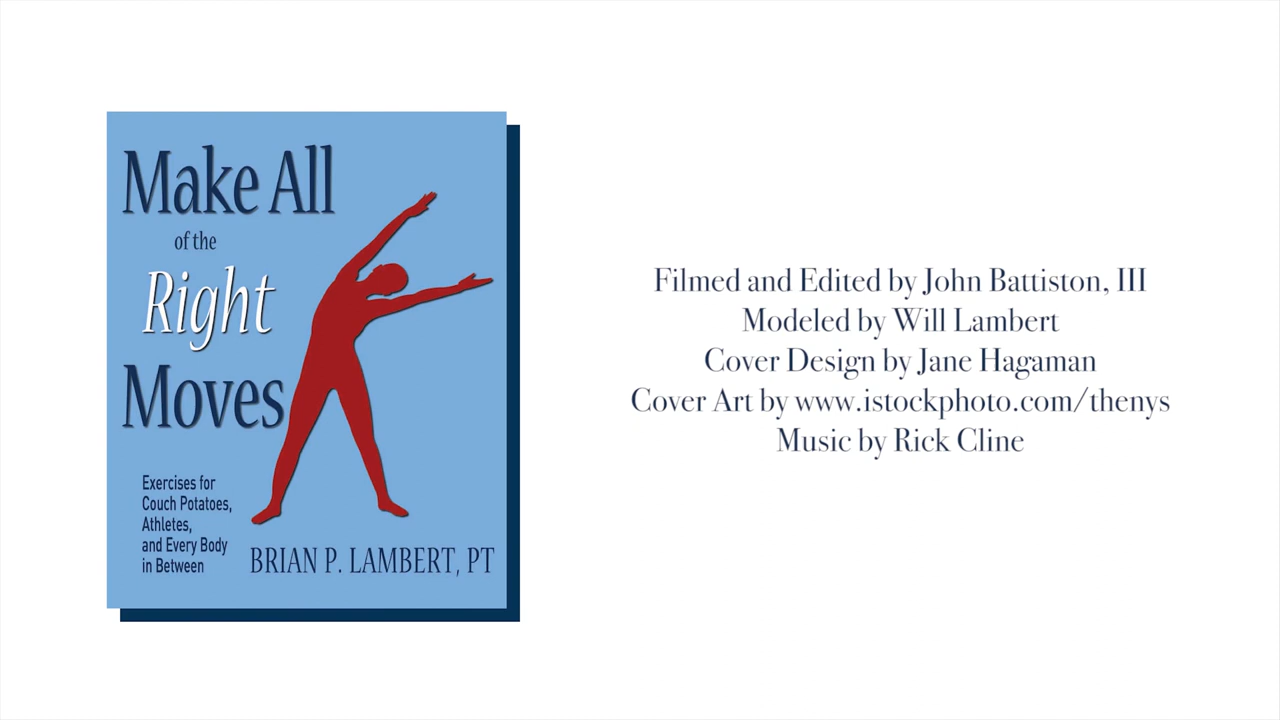 Make All
of the
Right
Moves
Exercises for
Couch Potatoes,
Athletes,
and Every Body
in Between
BRIAN P. LAMBERT, PT
Filmed and Edited by John Battiston, III
Modeled by Will Lambert
Cover Design by Jane Hagaman
Cover Art by www.istockphoto.com/thenys
Music by Rick Cline